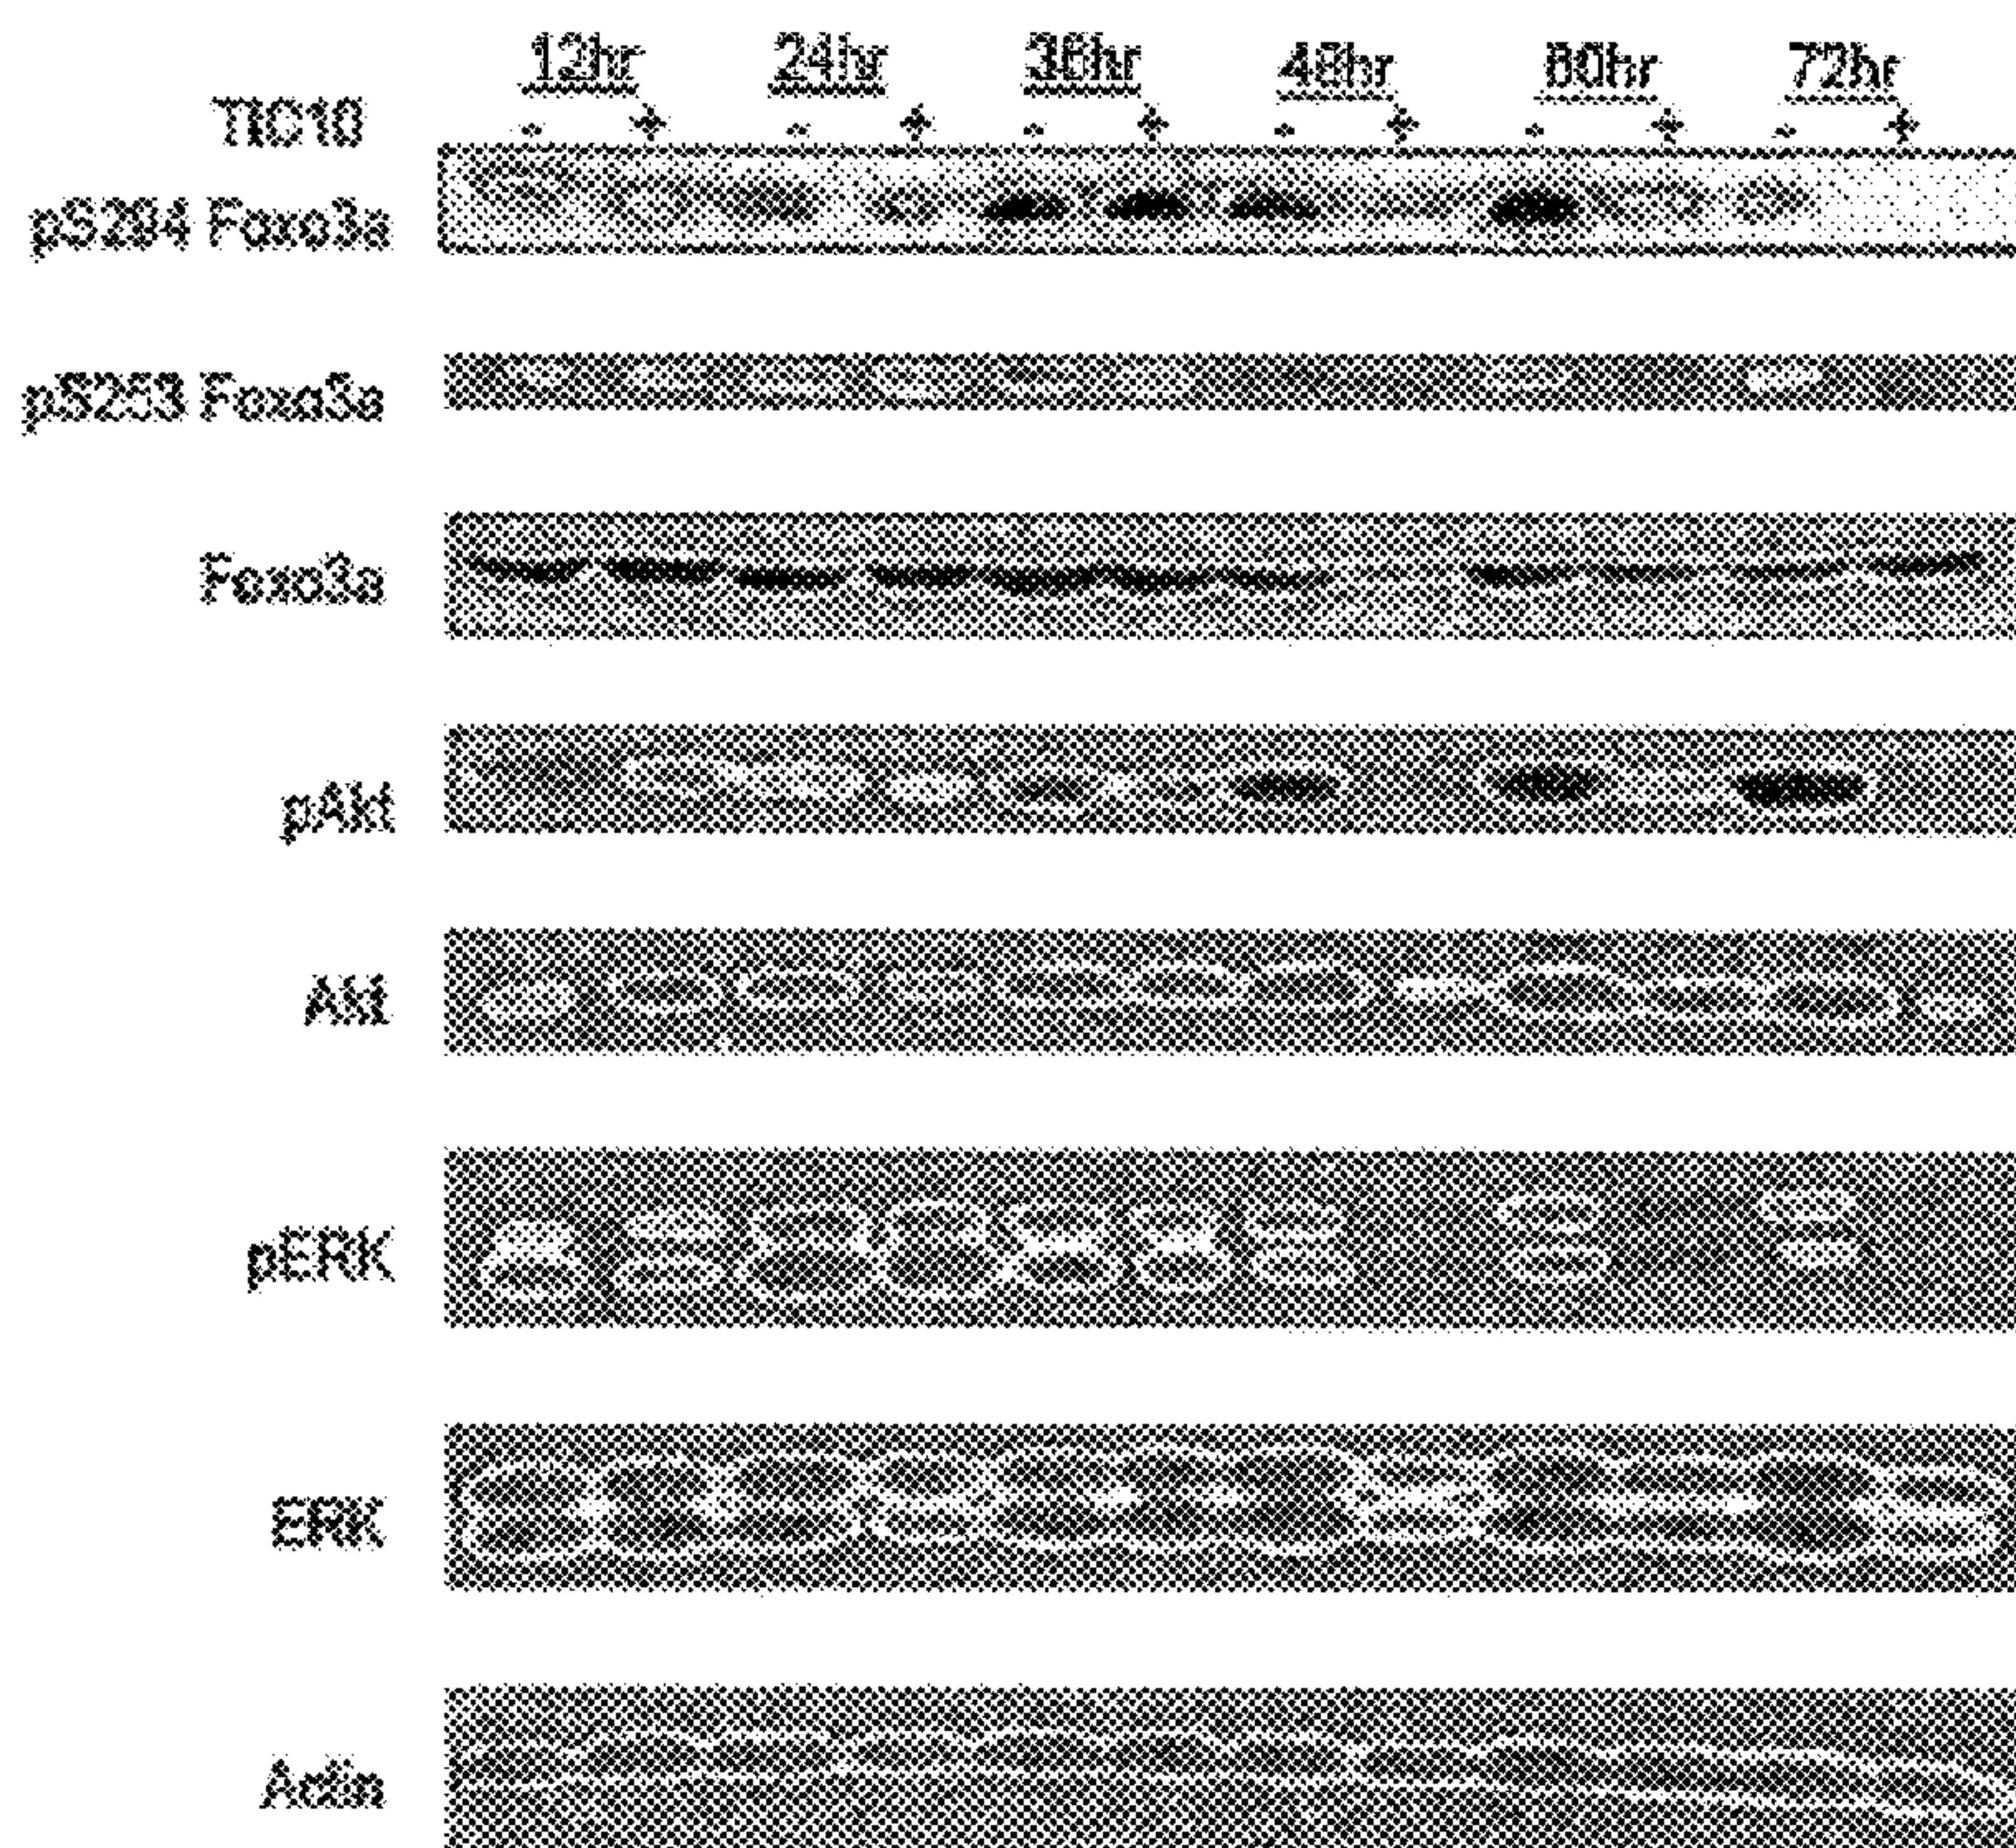 12hr 24hr 36hr 48hr 60hr 72hr
TIC10 - + - + - + - + - + - +
pS294 Foxo3a
pS253 Foxo3a
Foxo3a
pAkt
Akt
pERK
ERK
Actin